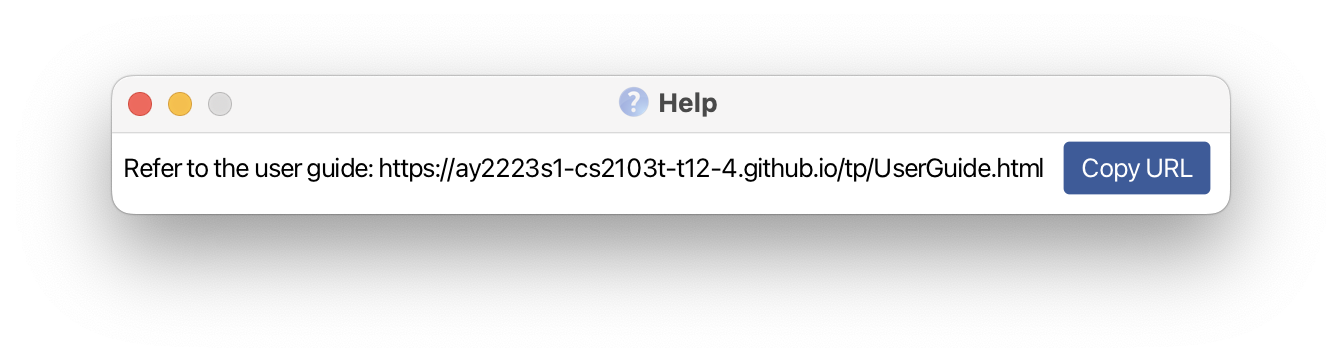 Help
Refer to the user guide: https://ay2223s1-cs2103t-t12-4.github.io/tp/UserGuide.html Copy URL